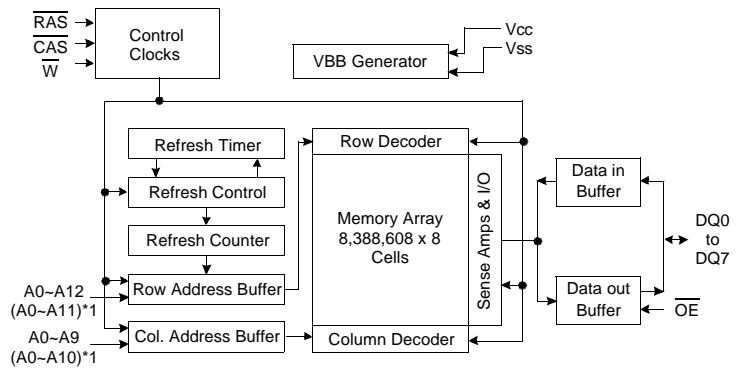 RAS
CAS
W
Control
Clocks
VBB Generator
Vcc
Vss
Refresh Timer
Refresh Control
Refresh Counter
Row Address Buffer
Col. Address Buffer
A0~A12
(A0~A11)*1
A0~A9
(A0~A10)*1
Row Decoder
Memory Array
8,388,608 x 8
Cells
Column Decoder
Sense Amps & I/O
Data in
Buffer
Data out
Buffer
DQ0
to
DQ7
OE